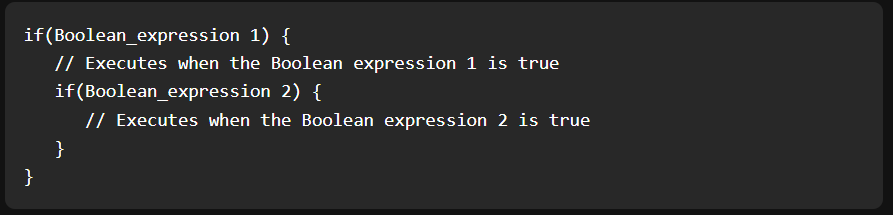 if(Boolean_expression 1) {
   // Executes when the Boolean expression 1 is true
   if(Boolean_expression 2) {
      // Executes when the Boolean expression 2 is true
   }
}